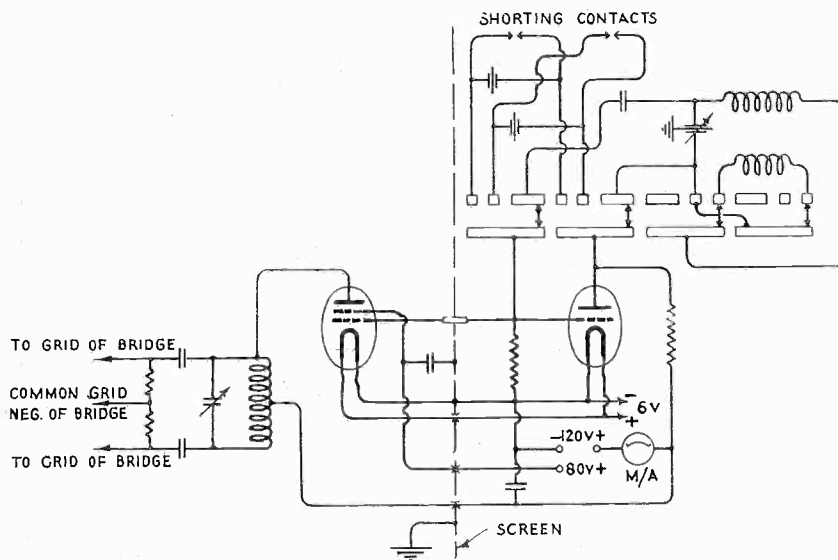 SHORTING CONTACTS
TO GRID OF BRIDGE
COMMON GRID
NEG. OF BRIDGE
TO GRID OF BRIDGE
-
6V
+
-120V+
80V+
M/A
SCREEN